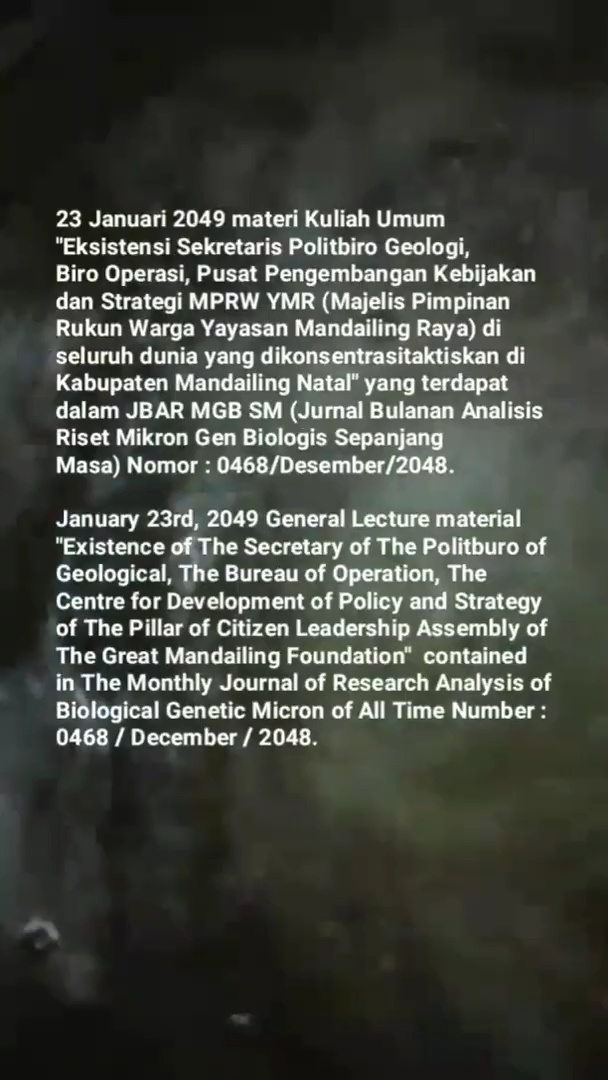 23 Januari 2049 materi Kuliah Umum
"Eksistensi Sekretaris Politbiro Geologi,
Biro Operasi, Pusat Pengembangan Kebijakan
dan Strategi MPRW YMR (Majelis Pimpinan
Rukun Warga Yayasan Mandailing Raya) di
seluruh dunia yang dikonsentrasitaktiskan di
Kabupaten Mandailing Natal" yang terdapat
dalam JBAR MGB SM (Jurnal Bulanan Analisis
Riset Mikron Gen Biologis Sepanjang
Masa) Nomor : 0468/Desember/2048.
January 23rd, 2049 General Lecture material
"Existence of The Secretary of The Politburo of
Geological, The Bureau of Operation, The
Centre for Development of Policy and Strategy
of The Pillar of Citizen Leadership Assembly of
The Great Mandailing Foundation" contained
in The Monthly Journal of Research Analysis of
Biological Genetic Micron of All Time Number :
0468 / December / 2048.